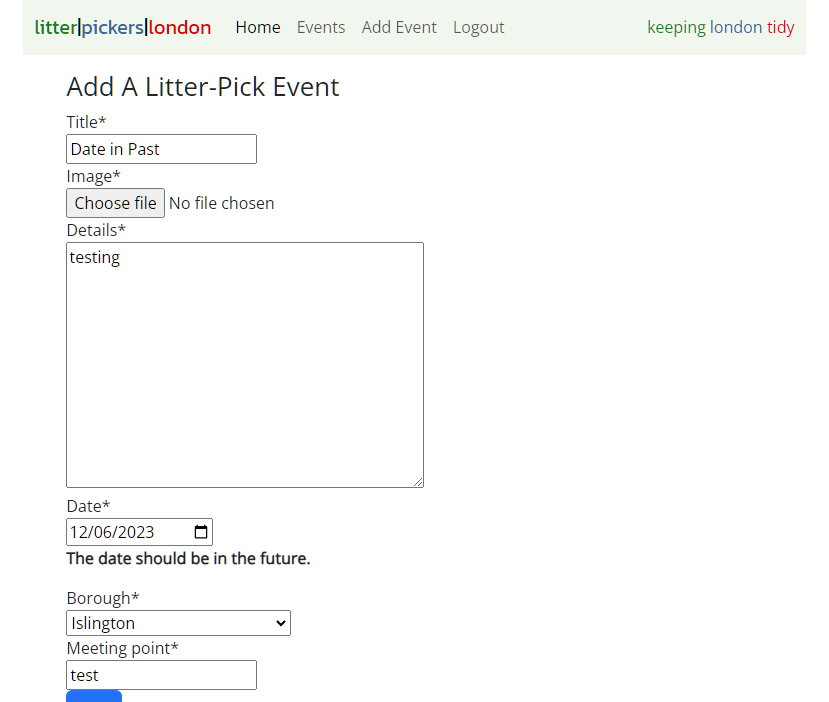 litter|pickers|london Home Events Add Event Logout keeping london tidy
Add A Litter-Pick Event
Title*
Date in Past
Image*
Choose file No file chosen
Details*
testing
Date*
12/06/2023
The date should be in the future.
Borough*
Islington
Meeting point*
test